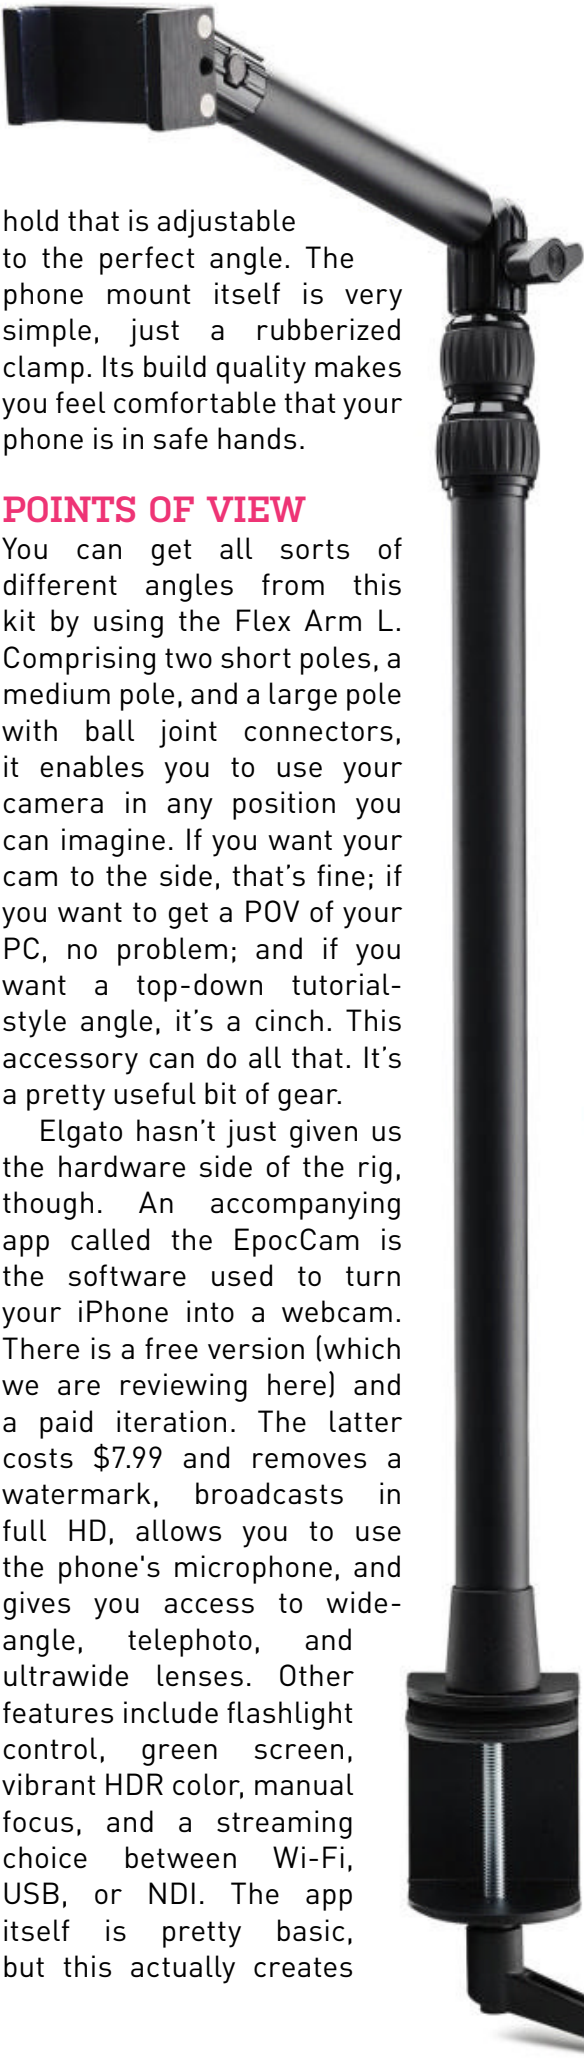 hold that is adjustable
to the perfect angle. The
phone mount itself is very
simple, just a rubberized
clamp. Its build quality makes
you feel comfortable that your
phone is in safe hands.
POINTS OF VIEW
You can get all sorts of
different angles from this
kit by using the Flex Arm L.
Comprising two short poles, a
medium pole, and a large pole
with ball joint connectors,
it enables you to use your
camera in any position you
can imagine. If you want your
cam to the side, that’s fine; if
you want to get a POV of your
PC, no problem; and if you
want a top-down tutorial-
style angle, it’s a cinch. This
accessory can do all that. It’s
a pretty useful bit of gear.
Elgato hasn’t just given us
the hardware side of the rig,
though. An accompanying
app called the EpocCam is
the software used to turn
your iPhone into a webcam.
There is a free version (which
we are reviewing here) and
a paid iteration. The latter
costs $7.99 and removes a
watermark, broadcasts in
full HD, allows you to use
the phone's microphone, and
gives you access to wide-
angle, telephoto, and
ultrawide lenses. Other
features include flashlight
control, green screen,
vibrant HDR color, manual
focus, and a streaming
choice between Wi-Fi,
USB, or NDI. The app
itself is pretty basic,
but this actually creates